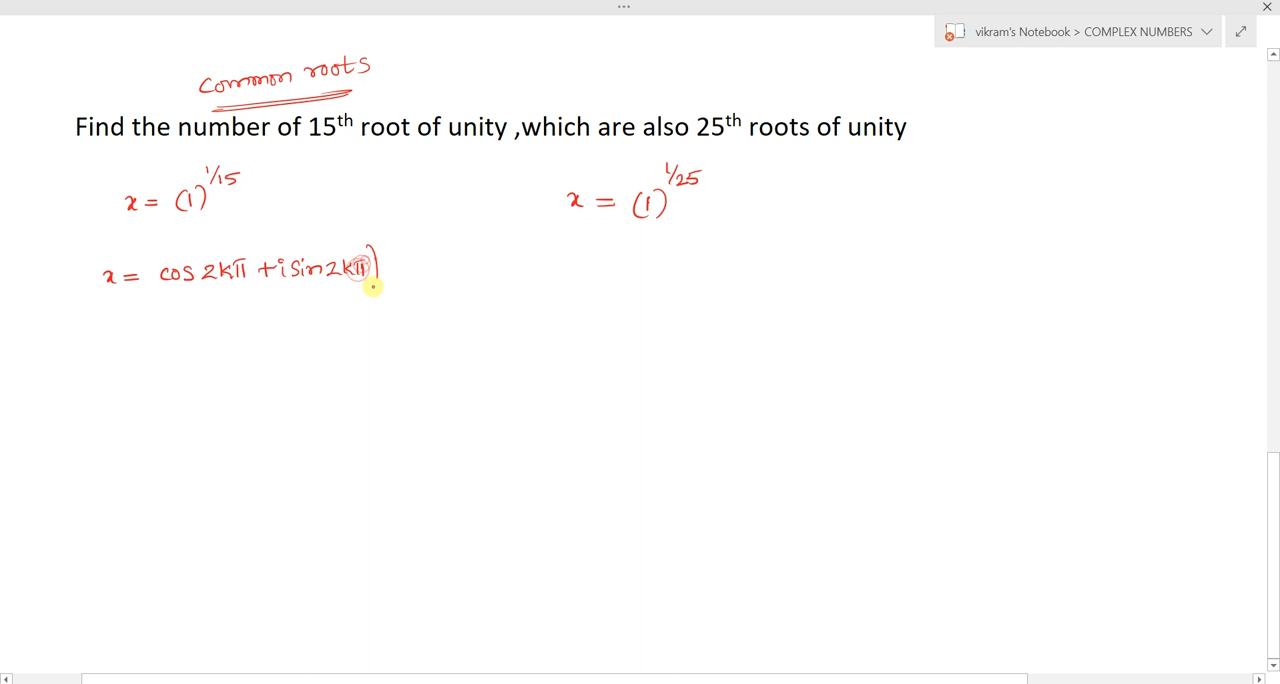 vikram's Notebook > COMPLEX NUMBERS
common roots
Find the number of 15th root of unity ,which are also 25th roots of unity
x = (1)^1/15
x = (1)^1/25
x = cos 2kπ + i sin 2kπ)